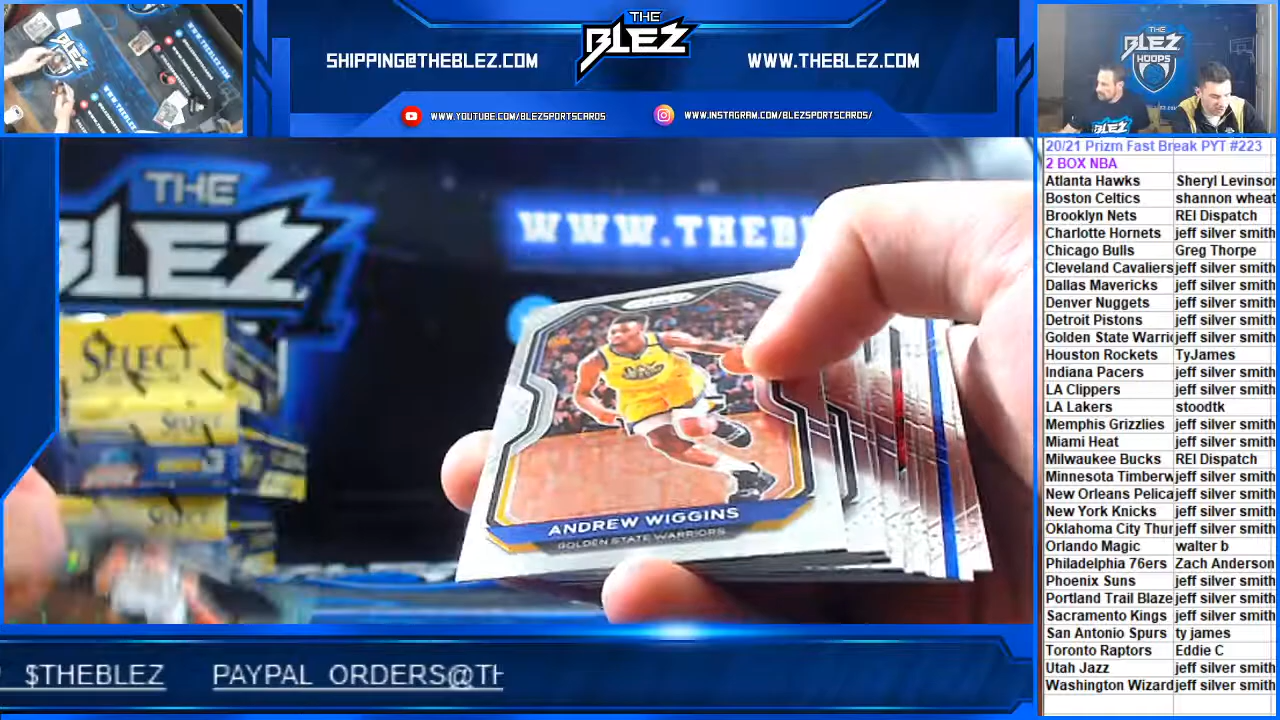 THE
BLEZ
SHIPPING@THEBLEZ.COM
WWW.THEBLEZ.COM
WWW.YOUTUBE.COM/BLEZSPORTSCARDS
WWW.INSTAGRAM.COM/BLEZSPORTSCARDS/
THE
BLEZ
HOOPS
BLEZ
THE
BLEZ
THE
BLEZ
WWW.THEB
SELECT
SELECT
SELECT
ANDREW WIGGINS
GOLDEN STATE WARRIORS
20/21 Prizm Fast Break PYT #223
2 BOX NBA
Atlanta Hawks Sheryl Levinson
Boston Celtics shannon wheat
Brooklyn Nets REI Dispatch
Charlotte Hornets jeff silver smith
Chicago Bulls Greg Thorpe
Cleveland Cavaliers jeff silver smith
Dallas Mavericks jeff silver smith
Denver Nuggets jeff silver smith
Detroit Pistons jeff silver smith
Golden State Warri jeff silver smith
Houston Rockets TyJames
Indiana Pacers jeff silver smith
LA Clippers jeff silver smith
LA Lakers stoodtk
Memphis Grizzlies jeff silver smith
Miami Heat jeff silver smith
Milwaukee Bucks REI Dispatch
Minnesota Timberw jeff silver smith
New Orleans Pelica jeff silver smith
New York Knicks jeff silver smith
Oklahoma City Thur jeff silver smith
Orlando Magic walter b
Philadelphia 76ers Zach Anderson
Phoenix Suns jeff silver smith
Portland Trail Blaze jeff silver smith
Sacramento Kings jeff silver smith
San Antonio Spurs ty james
Toronto Raptors Eddie C
Utah Jazz jeff silver smith
Washington Wizard jeff silver smith
$THEBLEZ PAYPAL ORDERS@TH